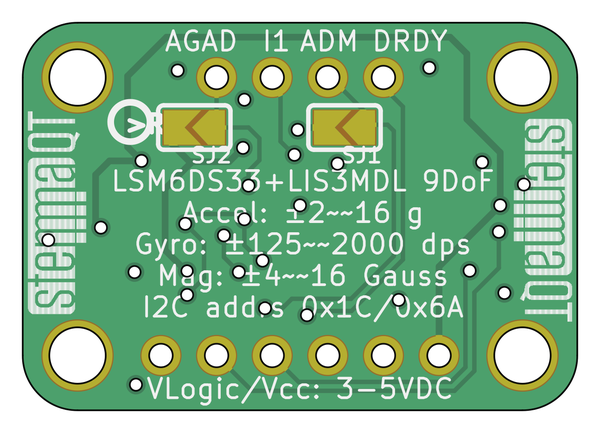 AGAD I1 ADM DRDY
SJ2 SJ1
LSM6DS33+LIS3MDL 9DoF
Accel: ±2~~16 g
Gyro: ±125~~2000 dps
Mag: ±4~~16 Gauss
I2C addrs 0x1C/0x6A
VLogic/Vcc: 3-5VDC
stemmaQT
stemmaQT